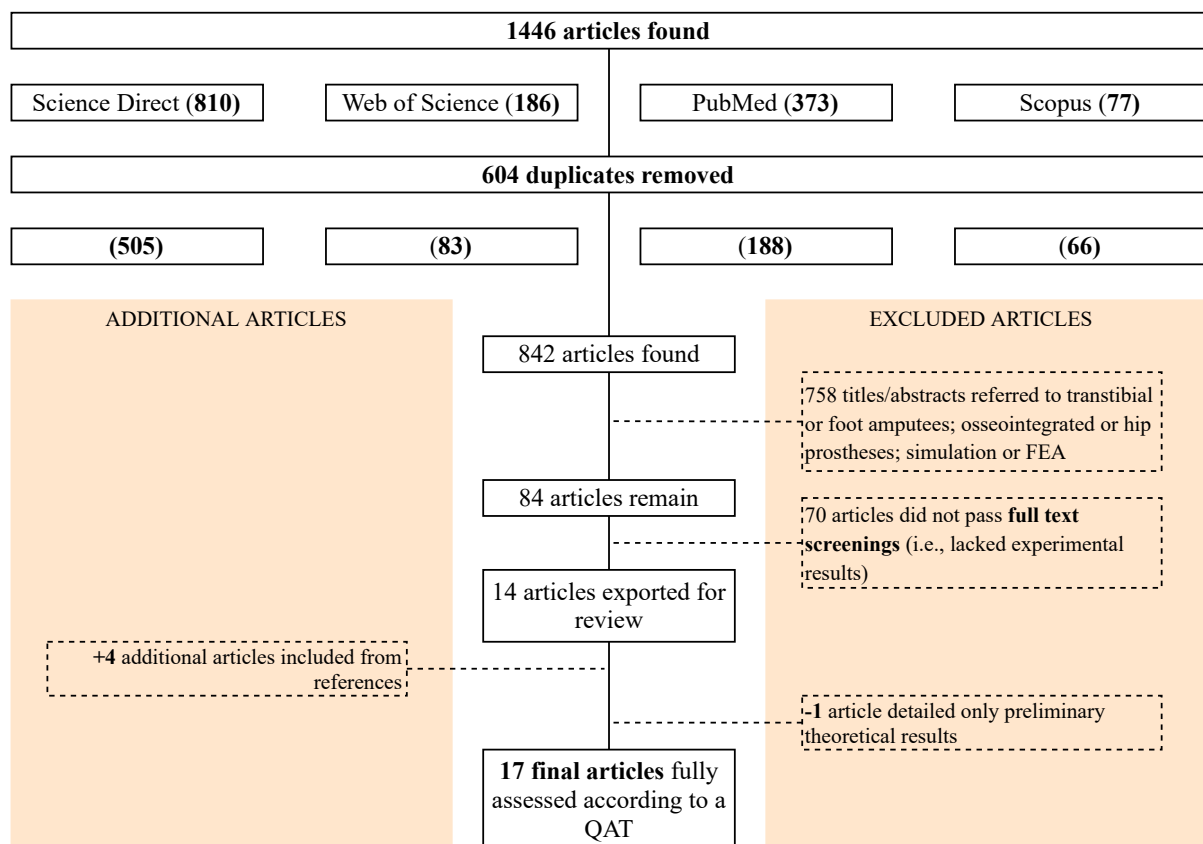 1446 articles found
Science Direct (810)
Web of Science (186)
PubMed (373)
Scopus (77)
604 duplicates removed
(505)
(83)
(188)
(66)
ADDITIONAL ARTICLES
EXCLUDED ARTICLES
842 articles found
758 titles/abstracts referred to transtibial
or foot amputees; osseointegrated or hip
prostheses; simulation or FEA
84 articles remain
70 articles did not pass full text
screenings (i.e., lacked experimental
results)
14 articles exported for
review
+4 additional articles included from
references
-1 article detailed only preliminary
theoretical results
17 final articles fully
assessed according to a
QAT